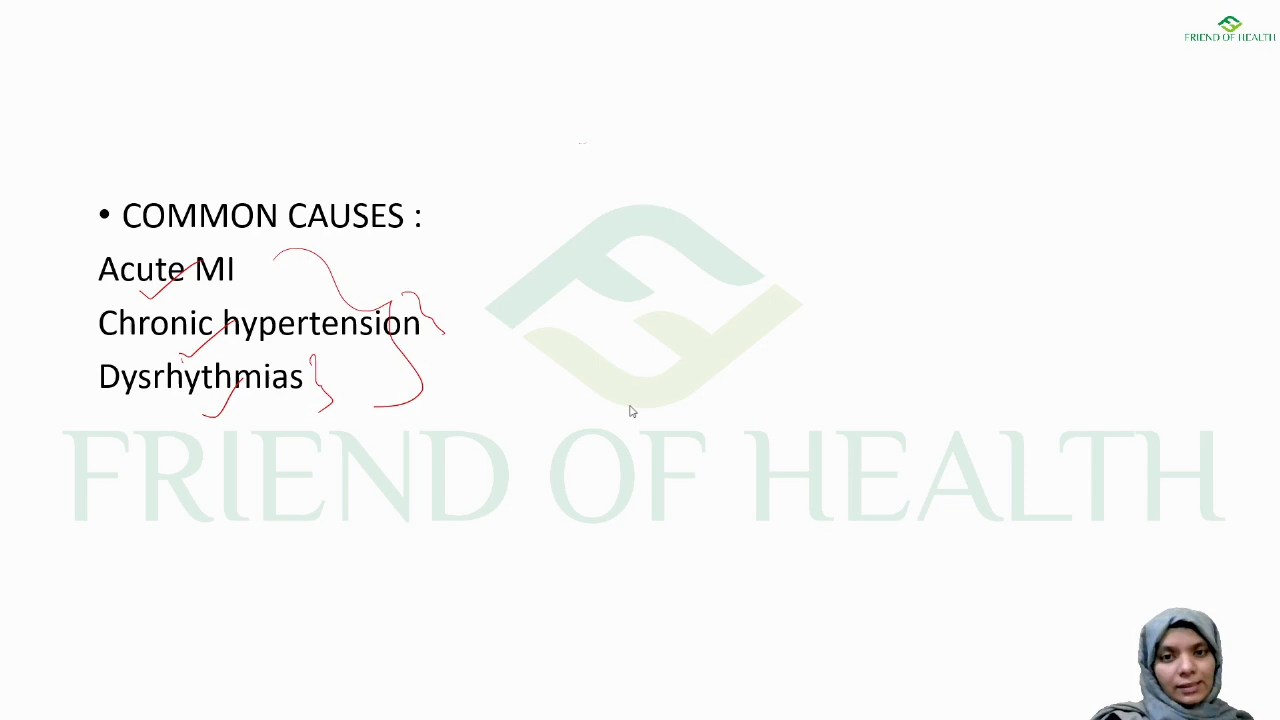 FRIEND OF HEALTH
• COMMON CAUSES :
Acute MI
Chronic hypertension
Dysrhythmias
FRIEND OF HEALTH